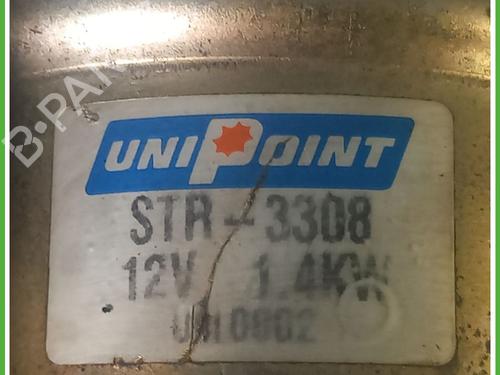 B-PAR
UNIPOINT
STR-3308
12V 1.4KW